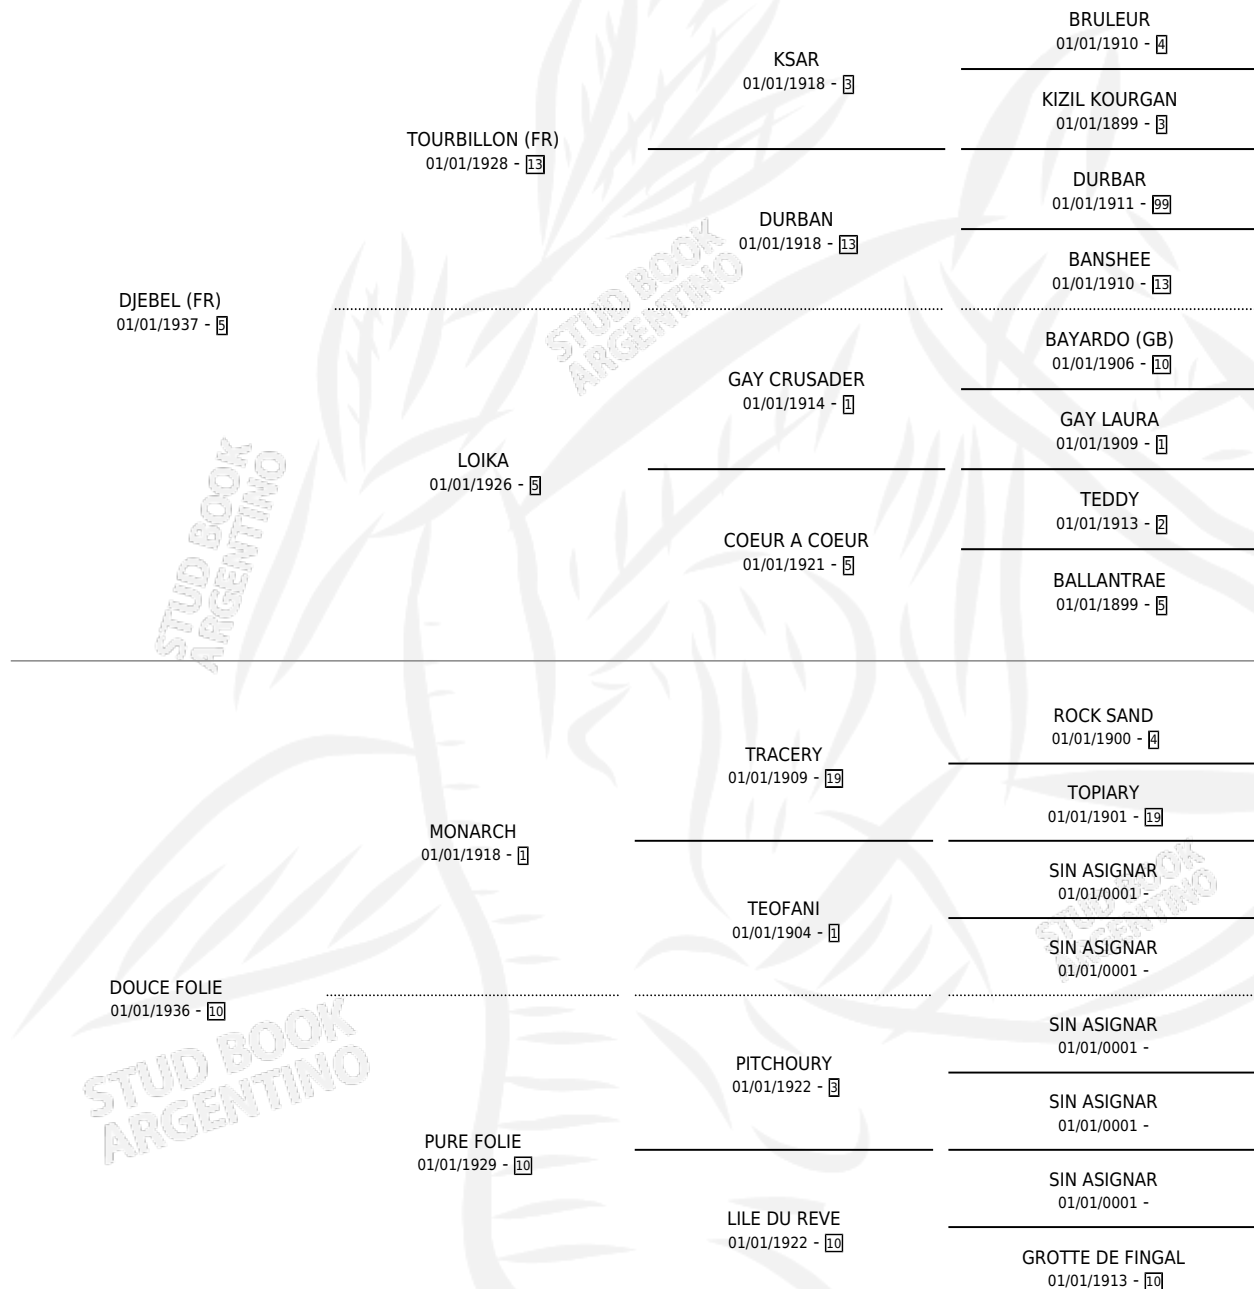 BRULEUR
01/01/1910 - 4
KSAR
01/01/1918 - 3
KIZIL KOURGAN
01/01/1899 - 3
TOURBILLON (FR)
01/01/1928 - 13
DURBAR
01/01/1911 - 99
DURBAN
01/01/1918 - 13
BANSHEE
01/01/1910 - 13
DJEBEL (FR)
01/01/1937 - 5
BAYARDO (GB)
01/01/1906 - 10
GAY CRUSADER
01/01/1914 - 1
GAY LAURA
01/01/1909 - 1
LOIKA
01/01/1926 - 5
TEDDY
01/01/1913 - 2
COEUR A COEUR
01/01/1921 - 5
BALLANTRAE
01/01/1899 - 5
ROCK SAND
01/01/1900 - 4
TRACERY
01/01/1909 - 19
TOPIARY
01/01/1901 - 19
MONARCH
01/01/1918 - 1
SIN ASIGNAR
01/01/0001 -
TEOFANI
01/01/1904 - 1
SIN ASIGNAR
01/01/0001 -
DOUCE FOLIE
01/01/1936 - 10
SIN ASIGNAR
01/01/0001 -
PITCHOURY
01/01/1922 - 3
SIN ASIGNAR
01/01/0001 -
PURE FOLIE
01/01/1929 - 10
SIN ASIGNAR
01/01/0001 -
LILE DU REVE
01/01/1922 - 10
GROTTE DE FINGAL
01/01/1913 - 10
STUD BOOK
ARGENTINO
STUD BOOK
ARGENTINO
STUD BOOK
ARGENTINO
STUD BOOK
ARGENTINO